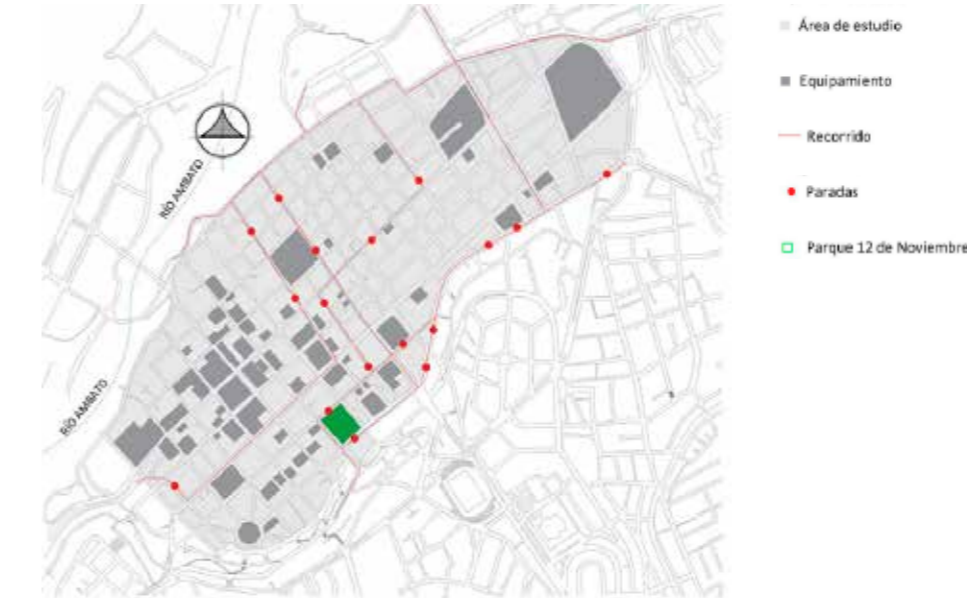 Área de estudio
Equipamiento
Recorrido
Paradas
Parque 12 de Noviembre
RÍO AMBATO
RÍO AMBATO